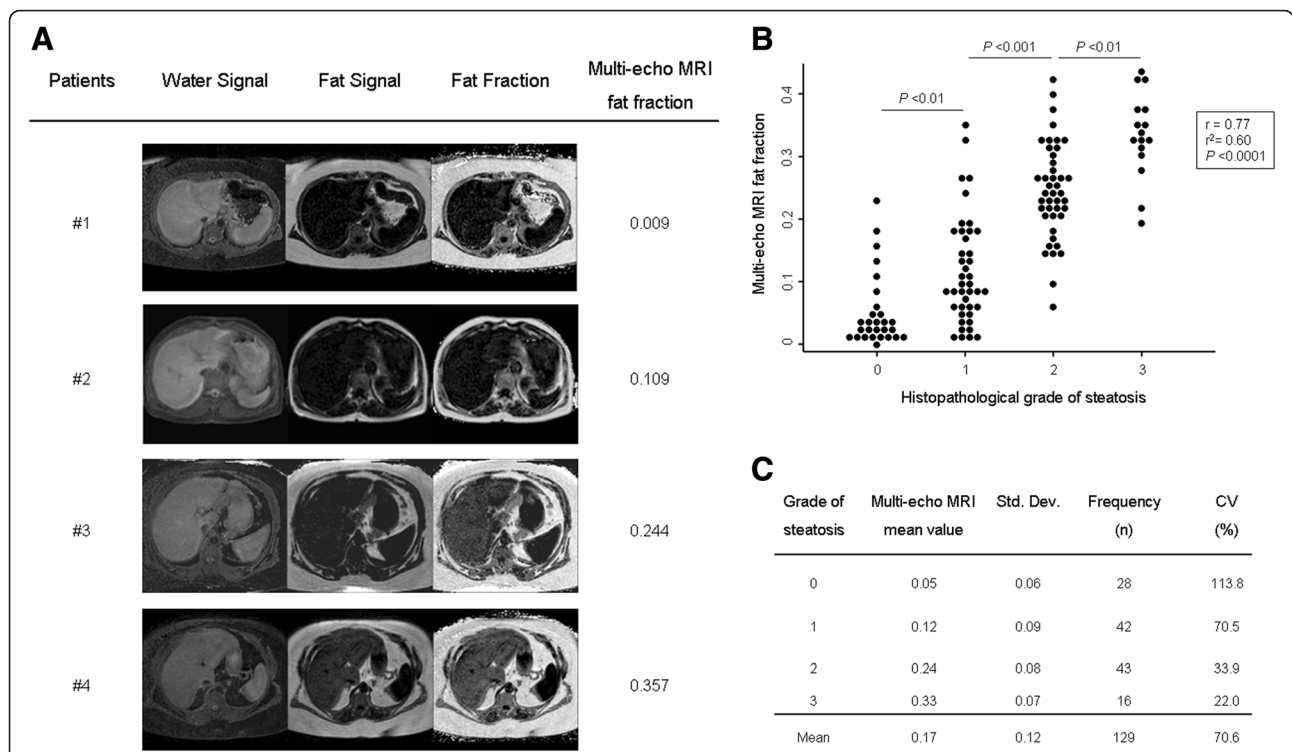 A
Patients Water Signal Fat Signal Fat Fraction Multi-echo MRI
fat fraction
#1 0.009
#2 0.109
#3 0.244
#4 0.357
B
P <0.001 P <0.01
P <0.01
Multi-echo MRI fat fraction
0.4
0.3
0.2
0.1
0
0 1 2 3
Histopathological grade of steatosis
r = 0.77
r²= 0.60
P <0.0001
C
Grade of Multi-echo MRI Std. Dev. Frequency CV
steatosis mean value (n) (%)
0 0.05 0.06 28 113.8
1 0.12 0.09 42 70.5
2 0.24 0.08 43 33.9
3 0.33 0.07 16 22.0
Mean 0.17 0.12 129 70.6